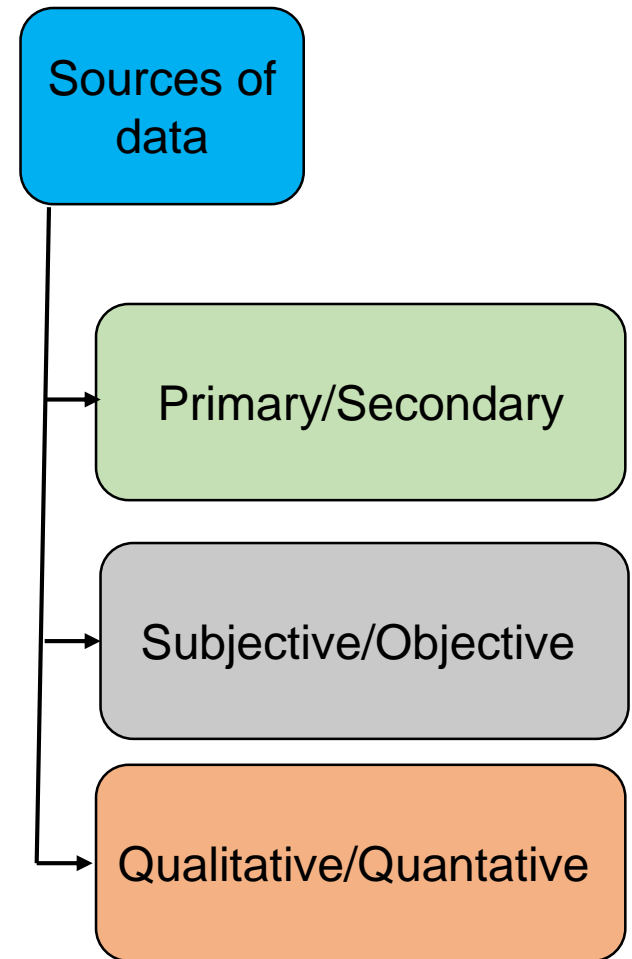 Sources of
data
Primary/Secondary
Subjective/Objective
Qualitative/Quantative